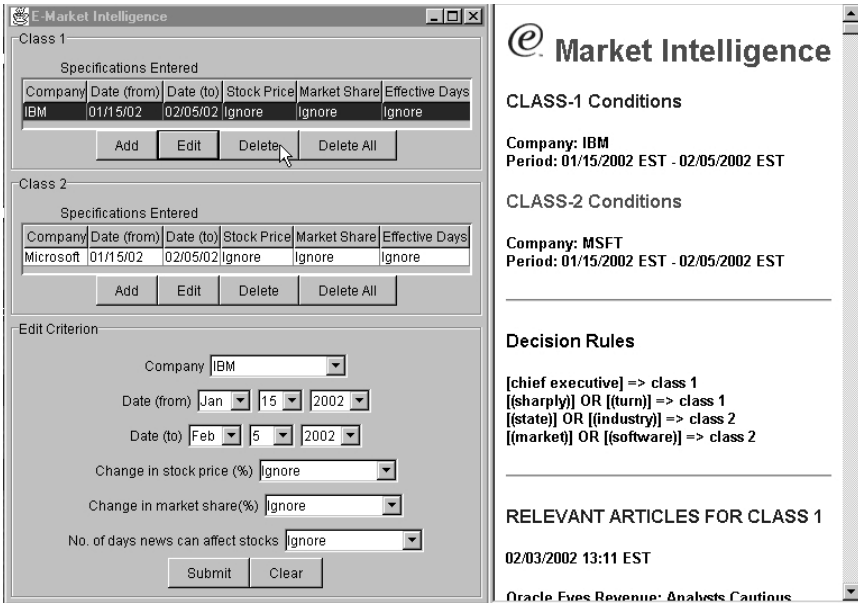 E-Market Intelligence
Class 1
Specifications Entered
Company Date (from) Date (to) Stock Price Market Share Effective Days
IBM 01/15/02 02/05/02 Ignore Ignore Ignore
Add Edit Delete Delete All
Class 2
Specifications Entered
Company Date (from) Date (to) Stock Price Market Share Effective Days
Microsoft 01/15/02 02/05/02 Ignore Ignore Ignore
Add Edit Delete Delete All
Edit Criterion
Company IBM
Date (from) Jan 15 2002
Date (to) Feb 5 2002
Change in stock price (%) Ignore
Change in market share(%) Ignore
No. of days news can affect stocks Ignore
Submit Clear
e Market Intelligence
CLASS-1 Conditions
Company: IBM
Period: 01/15/2002 EST - 02/05/2002 EST
CLASS-2 Conditions
Company: MSFT
Period: 01/15/2002 EST - 02/05/2002 EST
Decision Rules
[chief executive] => class 1
[(sharply)] OR [(turn)] => class 1
[(state)] OR [(industry)] => class 2
[(market)] OR [(software)] => class 2
RELEVANT ARTICLES FOR CLASS 1
02/03/2002 13:11 EST
Oracle Eyes Revenue; Analysts Cautious